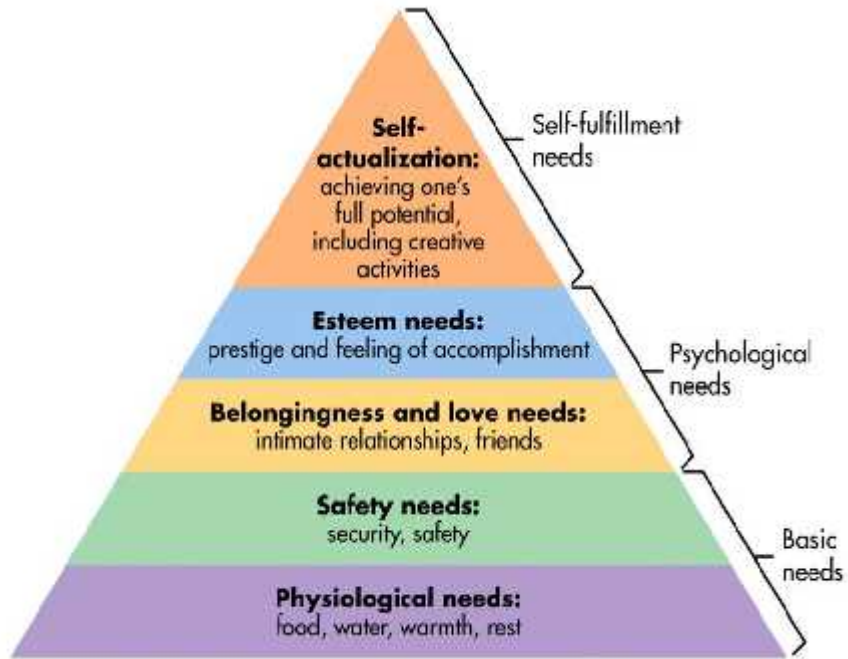 Self-
actualization:
achieving one's
full potential,
including creative
activities
Self-fulfillment
needs
Esteem needs:
prestige and feeling of accomplishment
Psychological
needs
Belongingness and love needs:
intimate relationships, friends
Safety needs:
security, safety
Basic
needs
Physiological needs:
food, water, warmth, rest